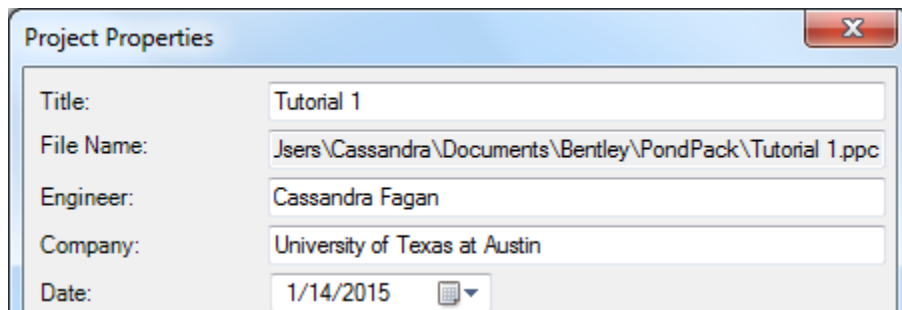 Project Properties
Title: Tutorial 1
File Name: Jsers\Cassandra\Documents\Bentley\PondPack\Tutorial 1.ppc
Engineer: Cassandra Fagan
Company: University of Texas at Austin
Date: 1/14/2015